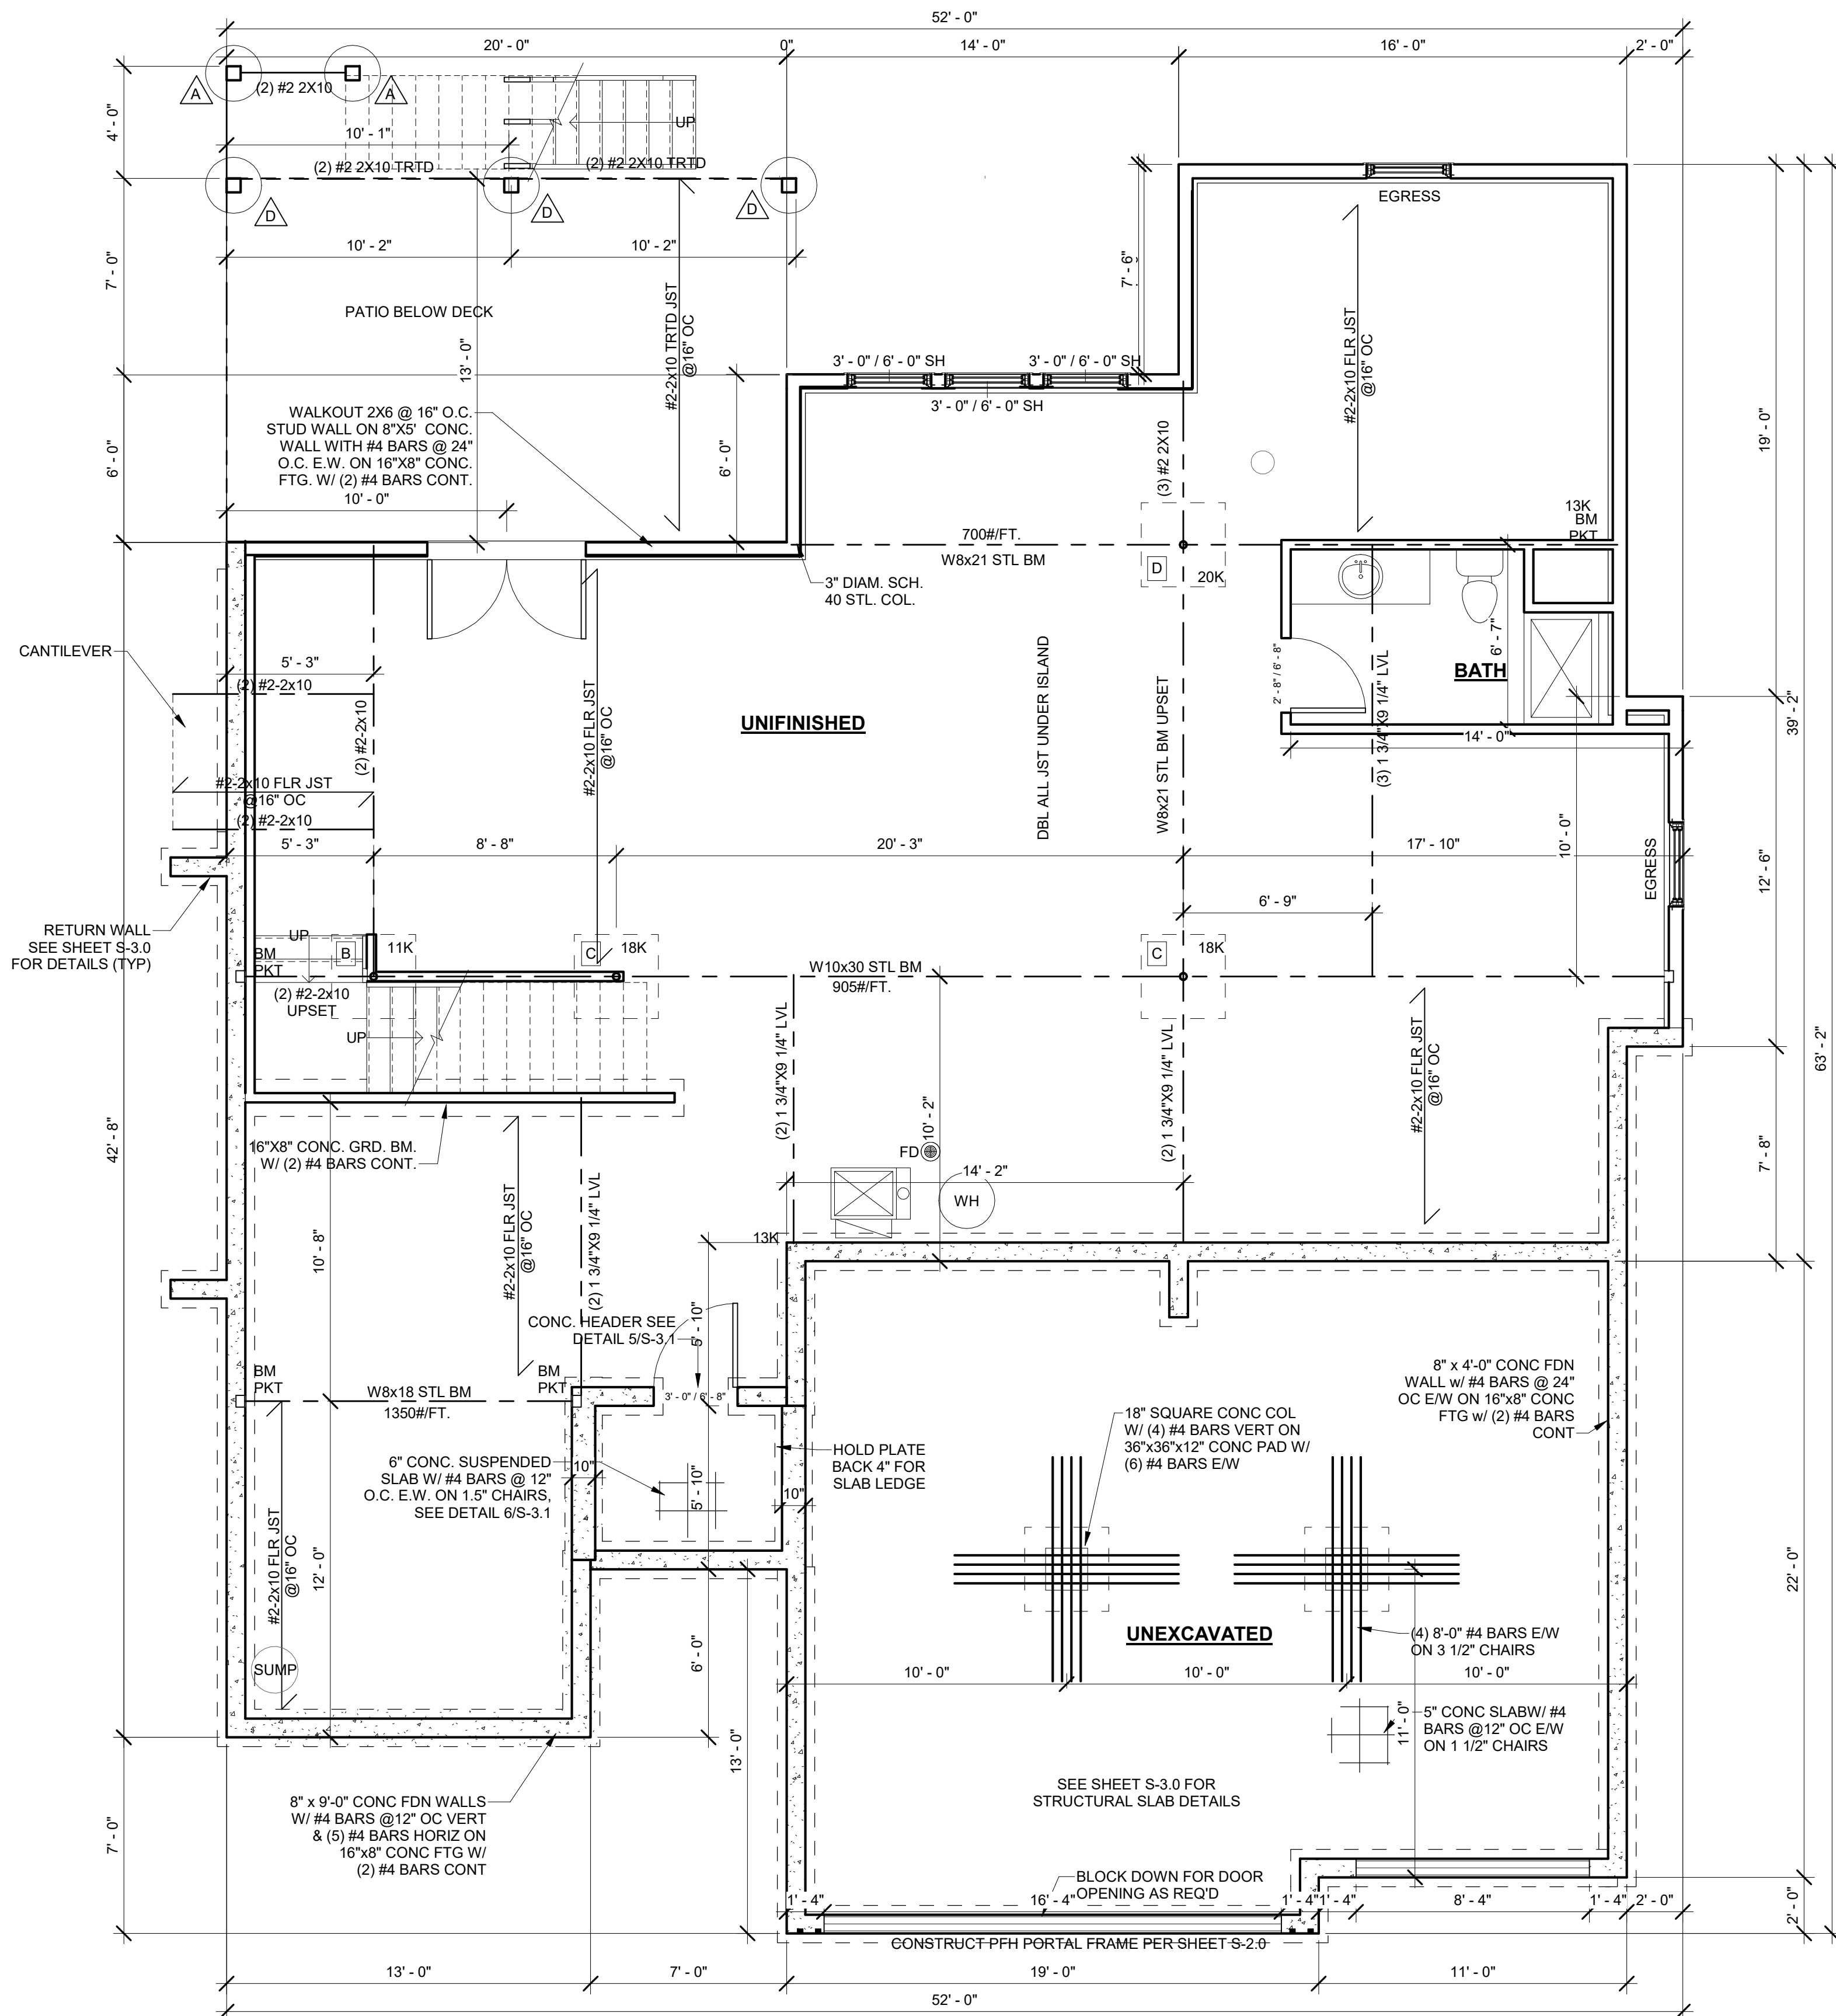 52' - 0"
20' - 0"
0"
14' - 0"
16' - 0"
2' - 0"
4' - 0"
A
(2) #2 2X10
A
UP
10' - 1"
(2) #2 2X10 TRTD
(2) #2 2X10 TRTD
D
D
D
EGRESS
10' - 2"
10' - 2"
7' - 0"
7' - 6"
PATIO BELOW DECK
13' - 0"
#2-2x10 TRTD JST
@16" OC
#2-2x10 FLR JST
@16" OC
3' - 0" / 6' - 0" SH
3' - 0" / 6' - 0" SH
3' - 0" / 6' - 0" SH
WALKOUT 2X6 @ 16" O.C.
STUD WALL ON 8"X5' CONC.
WALL WITH #4 BARS @ 24"
O.C. E.W. ON 16"X8" CONC.
FTG. W/ (2) #4 BARS CONT.
10' - 0"
6' - 0"
6' - 0"
(3) #2 2X10
19' - 0"
13K
BM
PKT
700#/FT.
W8x21 STL BM
D
20K
3" DIAM. SCH.
40 STL. COL.
CANTILEVER
5' - 3"
(2) #2-2x10
(2) #2-2x10
#2-2x10 FLR JST
@16" OC
UNIFINISHED
DBL ALL JST UNDER ISLAND
W8x21 STL BM UPSET
2' - 8" / 6' - 8"
(3) 1 3/4"X9 1/4" LVL
6' - 7"
BATH
14' - 0"
39' - 2"
#2-2x10 FLR JST
@16" OC
(2) #2-2x10
5' - 3"
8' - 8"
20' - 3"
17' - 10"
10' - 0"
EGRESS
12' - 6"
6' - 9"
RETURN WALL
SEE SHEET S-3.0
FOR DETAILS (TYP)
UP
BM
PKT
B
11K
C
18K
C
18K
W10x30 STL BM
905#/FT.
(2) #2-2x10
UPSET
UP
(2) 1 3/4"X9 1/4" LVL
(2) 1 3/4"X9 1/4" LVL
#2-2x10 FLR JST
@16" OC
63' - 2"
42' - 8"
16"X8" CONC. GRD. BM.
W/ (2) #4 BARS CONT.
FD
10' - 2"
14' - 2"
WH
7' - 8"
10' - 8"
#2-2x10 FLR JST
@16" OC
(2) 1 3/4"X9 1/4" LVL
13K
CONC. HEADER SEE
DETAIL 5/S-3.1
5' - 10"
BM
PKT
BM
PKT
W8x18 STL BM
1350#/FT.
3' - 0" / 6' - 8"
8" x 4'-0" CONC FDN
WALL w/ #4 BARS @ 24"
OC E/W ON 16"x8" CONC
FTG w/ (2) #4 BARS
CONT
18" SQUARE CONC COL
W/ (4) #4 BARS VERT ON
36"x36"x12" CONC PAD W/
(6) #4 BARS E/W
HOLD PLATE
BACK 4" FOR
SLAB LEDGE
6" CONC. SUSPENDED
SLAB W/ #4 BARS @ 12"
O.C. E.W. ON 1.5" CHAIRS,
SEE DETAIL 6/S-3.1
10"
5' - 10"
10"
#2-2x10 FLR JST
@16" OC
12' - 0"
22' - 0"
UNEXCAVATED
(4) 8'-0" #4 BARS E/W
ON 3 1/2" CHAIRS
SUMP
6' - 0"
10' - 0"
10' - 0"
10' - 0"
11' - 0"
5" CONC SLABW/ #4
BARS @12" OC E/W
ON 1 1/2" CHAIRS
13' - 0"
SEE SHEET S-3.0 FOR
STRUCTURAL SLAB DETAILS
8" x 9'-0" CONC FDN WALLS
W/ #4 BARS @12" OC VERT
& (5) #4 BARS HORIZ ON
16"x8" CONC FTG W/
(2) #4 BARS CONT
7' - 0"
BLOCK DOWN FOR DOOR
OPENING AS REQ'D
1' - 4"
16' - 4"
1' - 4"
1' - 4"
8' - 4"
1' - 4"
2' - 0"
2' - 0"
CONSTRUCT PFH PORTAL FRAME PER SHEET S-2.0
13' - 0"
7' - 0"
19' - 0"
11' - 0"
52' - 0"